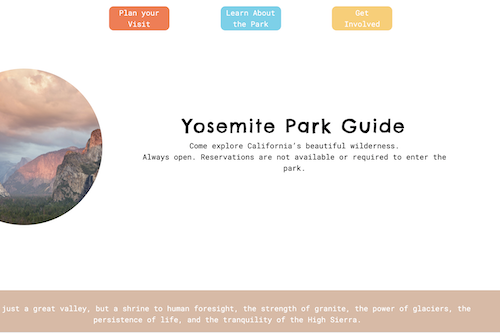 Plan your
Visit
Learn About
the Park
Get
Involved
Yosemite Park Guide
Come explore California's beautiful wilderness.
Always open. Reservations are not available or required to enter the
park.
just a great valley, but a shrine to human foresight, the strength of granite, the power of glaciers, the
persistence of life, and the tranquility of the High Sierra.